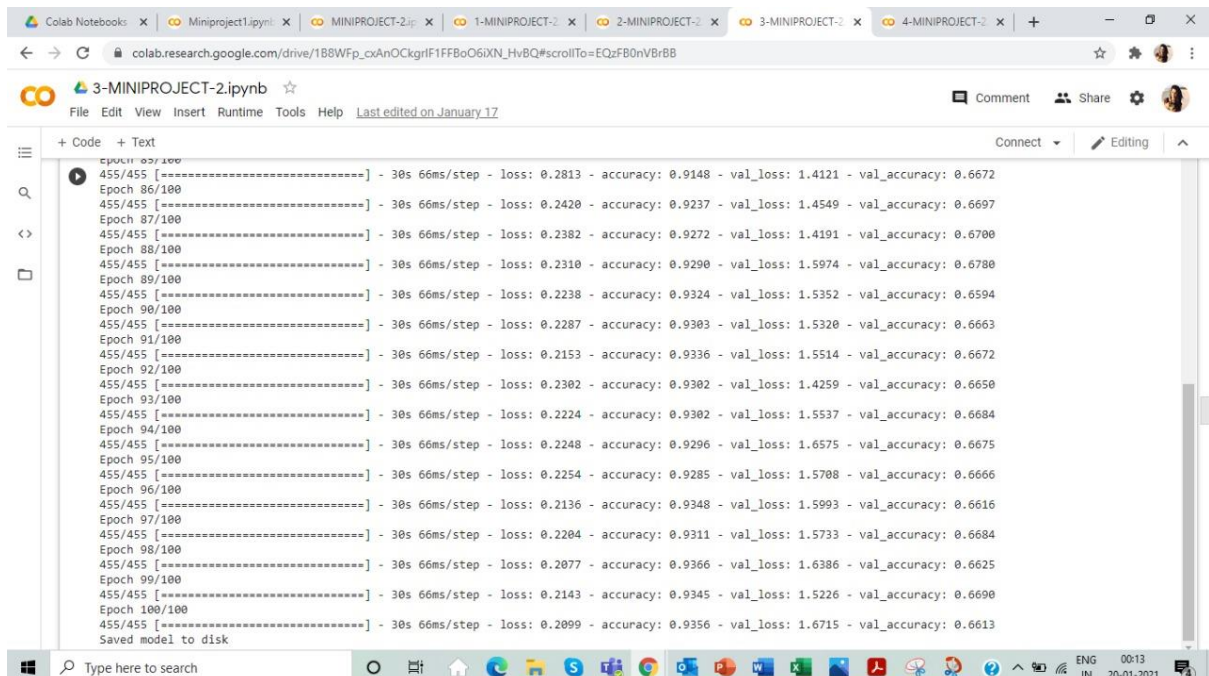 Colab Notebooks Miniproject1.ipynb MINIPROJECT-2.ip 1-MINIPROJECT-2 2-MINIPROJECT-2 3-MINIPROJECT-2 4-MINIPROJECT-2
colab.research.google.com/drive/1B8WFp_cxAnOCkgrIF1FFBoO6iXN_HvBQ#scrollTo=EQzFB0nVBrBB
CO 3-MINIPROJECT-2.ipynb
Comment Share
File Edit View Insert Runtime Tools Help Last edited on January 17
+ Code + Text Connect Editing
Epoch 85/100
455/455 [==============================] - 30s 66ms/step - loss: 0.2813 - accuracy: 0.9148 - val_loss: 1.4121 - val_accuracy: 0.6672
Epoch 86/100
455/455 [==============================] - 30s 66ms/step - loss: 0.2420 - accuracy: 0.9237 - val_loss: 1.4549 - val_accuracy: 0.6697
Epoch 87/100
455/455 [==============================] - 30s 66ms/step - loss: 0.2382 - accuracy: 0.9272 - val_loss: 1.4191 - val_accuracy: 0.6700
Epoch 88/100
455/455 [==============================] - 30s 66ms/step - loss: 0.2310 - accuracy: 0.9290 - val_loss: 1.5974 - val_accuracy: 0.6780
Epoch 89/100
455/455 [==============================] - 30s 66ms/step - loss: 0.2238 - accuracy: 0.9324 - val_loss: 1.5352 - val_accuracy: 0.6594
Epoch 90/100
455/455 [==============================] - 30s 66ms/step - loss: 0.2287 - accuracy: 0.9303 - val_loss: 1.5320 - val_accuracy: 0.6663
Epoch 91/100
455/455 [==============================] - 30s 66ms/step - loss: 0.2153 - accuracy: 0.9336 - val_loss: 1.5514 - val_accuracy: 0.6672
Epoch 92/100
455/455 [==============================] - 30s 66ms/step - loss: 0.2302 - accuracy: 0.9302 - val_loss: 1.4259 - val_accuracy: 0.6650
Epoch 93/100
455/455 [==============================] - 30s 66ms/step - loss: 0.2224 - accuracy: 0.9302 - val_loss: 1.5537 - val_accuracy: 0.6684
Epoch 94/100
455/455 [==============================] - 30s 66ms/step - loss: 0.2248 - accuracy: 0.9296 - val_loss: 1.6575 - val_accuracy: 0.6675
Epoch 95/100
455/455 [==============================] - 30s 66ms/step - loss: 0.2254 - accuracy: 0.9285 - val_loss: 1.5708 - val_accuracy: 0.6666
Epoch 96/100
455/455 [==============================] - 30s 66ms/step - loss: 0.2136 - accuracy: 0.9348 - val_loss: 1.5993 - val_accuracy: 0.6616
Epoch 97/100
455/455 [==============================] - 30s 66ms/step - loss: 0.2204 - accuracy: 0.9311 - val_loss: 1.5733 - val_accuracy: 0.6684
Epoch 98/100
455/455 [==============================] - 30s 66ms/step - loss: 0.2077 - accuracy: 0.9366 - val_loss: 1.6386 - val_accuracy: 0.6625
Epoch 99/100
455/455 [==============================] - 30s 66ms/step - loss: 0.2143 - accuracy: 0.9345 - val_loss: 1.5226 - val_accuracy: 0.6690
Epoch 100/100
455/455 [==============================] - 30s 66ms/step - loss: 0.2099 - accuracy: 0.9356 - val_loss: 1.6715 - val_accuracy: 0.6613
Saved model to disk
Type here to search ENG 00:13
IN 20-01-2021